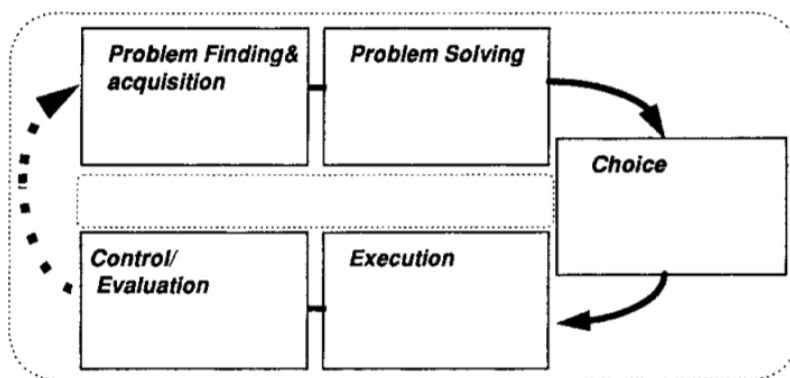 Problem Finding&
acquisition
Problem Solving
Choice
Control/
Evaluation
Execution